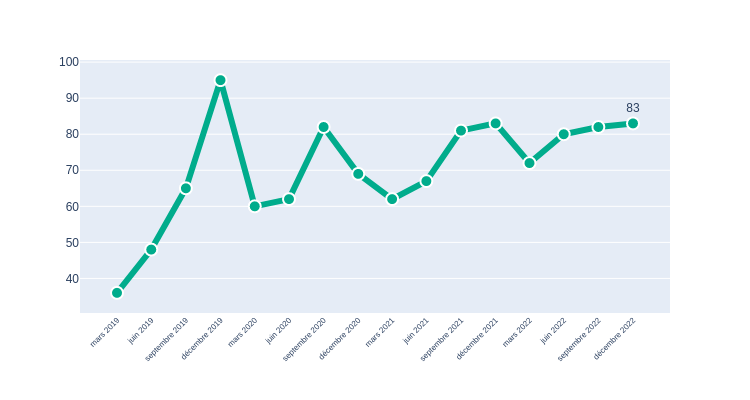 100
90
83
80
70
60
50
40
mars 2019
juin 2019
septembre 2019
décembre 2019
mars 2020
juin 2020
septembre 2020
décembre 2020
mars 2021
juin 2021
septembre 2021
décembre 2021
mars 2022
juin 2022
septembre 2022
décembre 2022